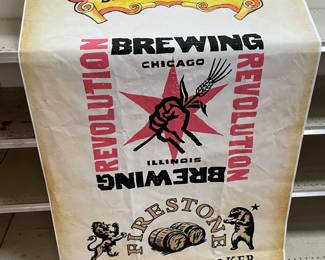 BREWING
REVOLUTION
CHICAGO
REVOLUTION
ILLINOIS
BREWING
FIRESTONE